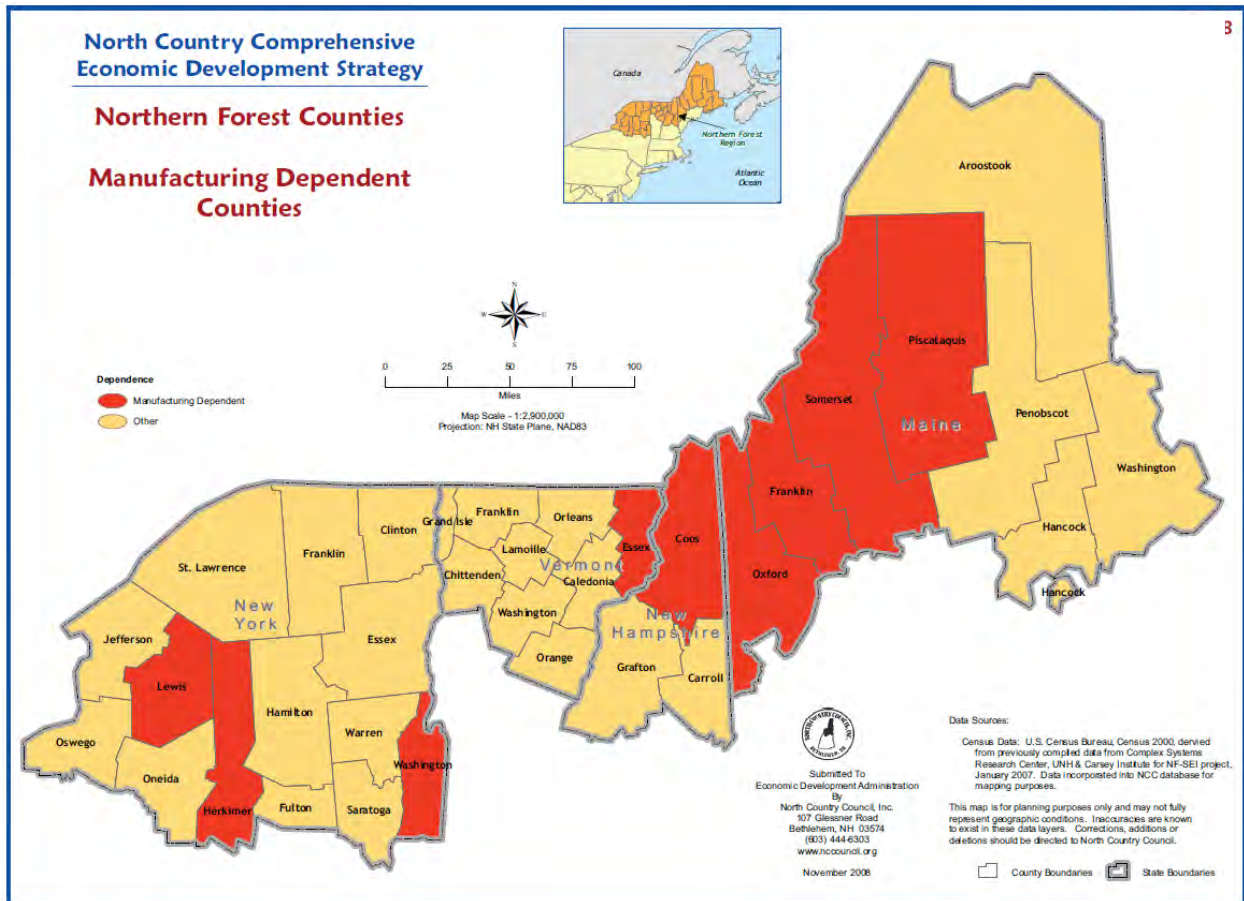 North Country Comprehensive
Economic Development Strategy
Northern Forest Counties
Manufacturing Dependent
Counties
Canada
Northern Forest
Region
Atlantic
Ocean
3
N
W E
S
0 25 50 75 100
Miles
Map Scale - 1:2,900,000
Projection: NH State Plane, NAD83
Dependence
Manufacturing Dependent
Other
Aroostook
Piscataquis
Somerset
Maine
Penobscot
Washington
Franklin
Hancock
Hancock
Oxford
Coos
Essex
Orleans
Franklin
Grand Isle
Lamoille
Vermont
Chittenden
Caledonia
Washington
Orange
New
Hampshire
Grafton
Carroll
Clinton
Franklin
St. Lawrence
New
York
Essex
Jefferson
Lewis
Hamilton
Warren
Oswego
Oneida
Washington
Herkimer
Fulton
Saratoga
Submitted To
Economic Development Administration
By
North Country Council, Inc.
107 Glessner Road
Bethlehem, NH 03574
(603) 444-6303
www.nccouncil.org
November 2008
Data Sources:
Census Data: U.S. Census Bureau, Census 2000, derived
from previously compiled data from Complex Systems
Research Center, UNH & Carsey Institute for NF-SEI project,
January 2007. Data incorporated into NCC database for
mapping purposes.
This map is for planning purposes only and may not fully
represent geographic conditions. Inaccuracies are known
to exist in these data layers. Corrections, additions or
deletions should be directed to North Country Council.
County Boundaries State Boundaries